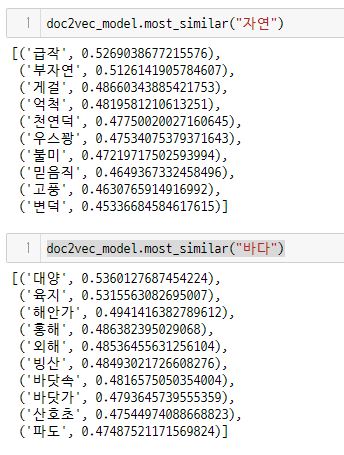 1 doc2vec_model.most_similar("자연")
[('급작', 0.5269038677215576),
('부자연', 0.5126141905784607),
('게걸', 0.48660343885421753),
('억척', 0.4819581210613251),
('천연덕', 0.47750020027160645),
('우스꽝', 0.47534075379371643),
('불미', 0.47219717502593994),
('믿음직', 0.4649367332458496),
('고풍', 0.4630765914916992),
('변덕', 0.45336684584617615)]
1 doc2vec_model.most_similar("바다")
[('대양', 0.5360127687454224),
('육지', 0.5315563082695007),
('해안가', 0.4941416382789612),
('홍해', 0.486382395029068),
('외해', 0.48536455631256104),
('빙산', 0.48493021726608276),
('바닷속', 0.4816575050354004),
('바닷가', 0.4793645739555359),
('산호초', 0.47544974088668823),
('파도', 0.47487521171569824)]